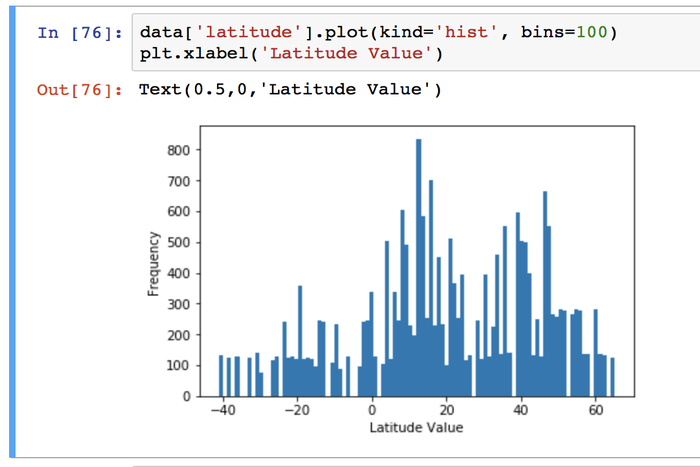 In [76]: data['latitude'].plot(kind='hist', bins=100)
plt.xlabel('Latitude Value')
Out[76]: Text(0.5,0,'Latitude Value')
800
700
600
500
400
300
200
100
0
Frequency
−40 −20 0 20 40 60
Latitude Value